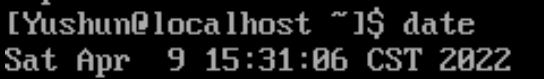 [Yushun@localhost ~]$ date
Sat Apr  9 15:31:06 CST 2022